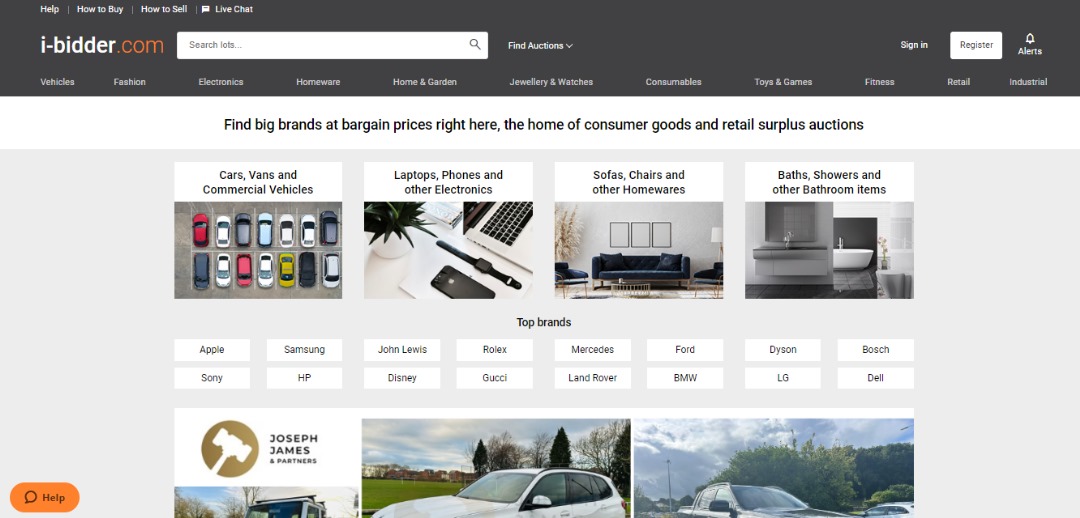 Help
How to Buy
How to Sell
Live Chat
i-bidder.com
Search lots...
Find Auctions
Sign in
Register
Alerts
Vehicles
Fashion
Electronics
Homeware
Home & Garden
Jewellery & Watches
Consumables
Toys & Games
Fitness
Retail
Industrial
Find big brands at bargain prices right here, the home of consumer goods and retail surplus auctions
Cars, Vans and
Commercial Vehicles
Laptops, Phones and
other Electronics
Sofas, Chairs and
other Homewares
Baths, Showers and
other Bathroom items
Top brands
Apple
Samsung
John Lewis
Rolex
Mercedes
Ford
Dyson
Bosch
Sony
HP
Disney
Gucci
Land Rover
BMW
LG
Dell
JOSEPH
JAMES
& PARTNERS
Help